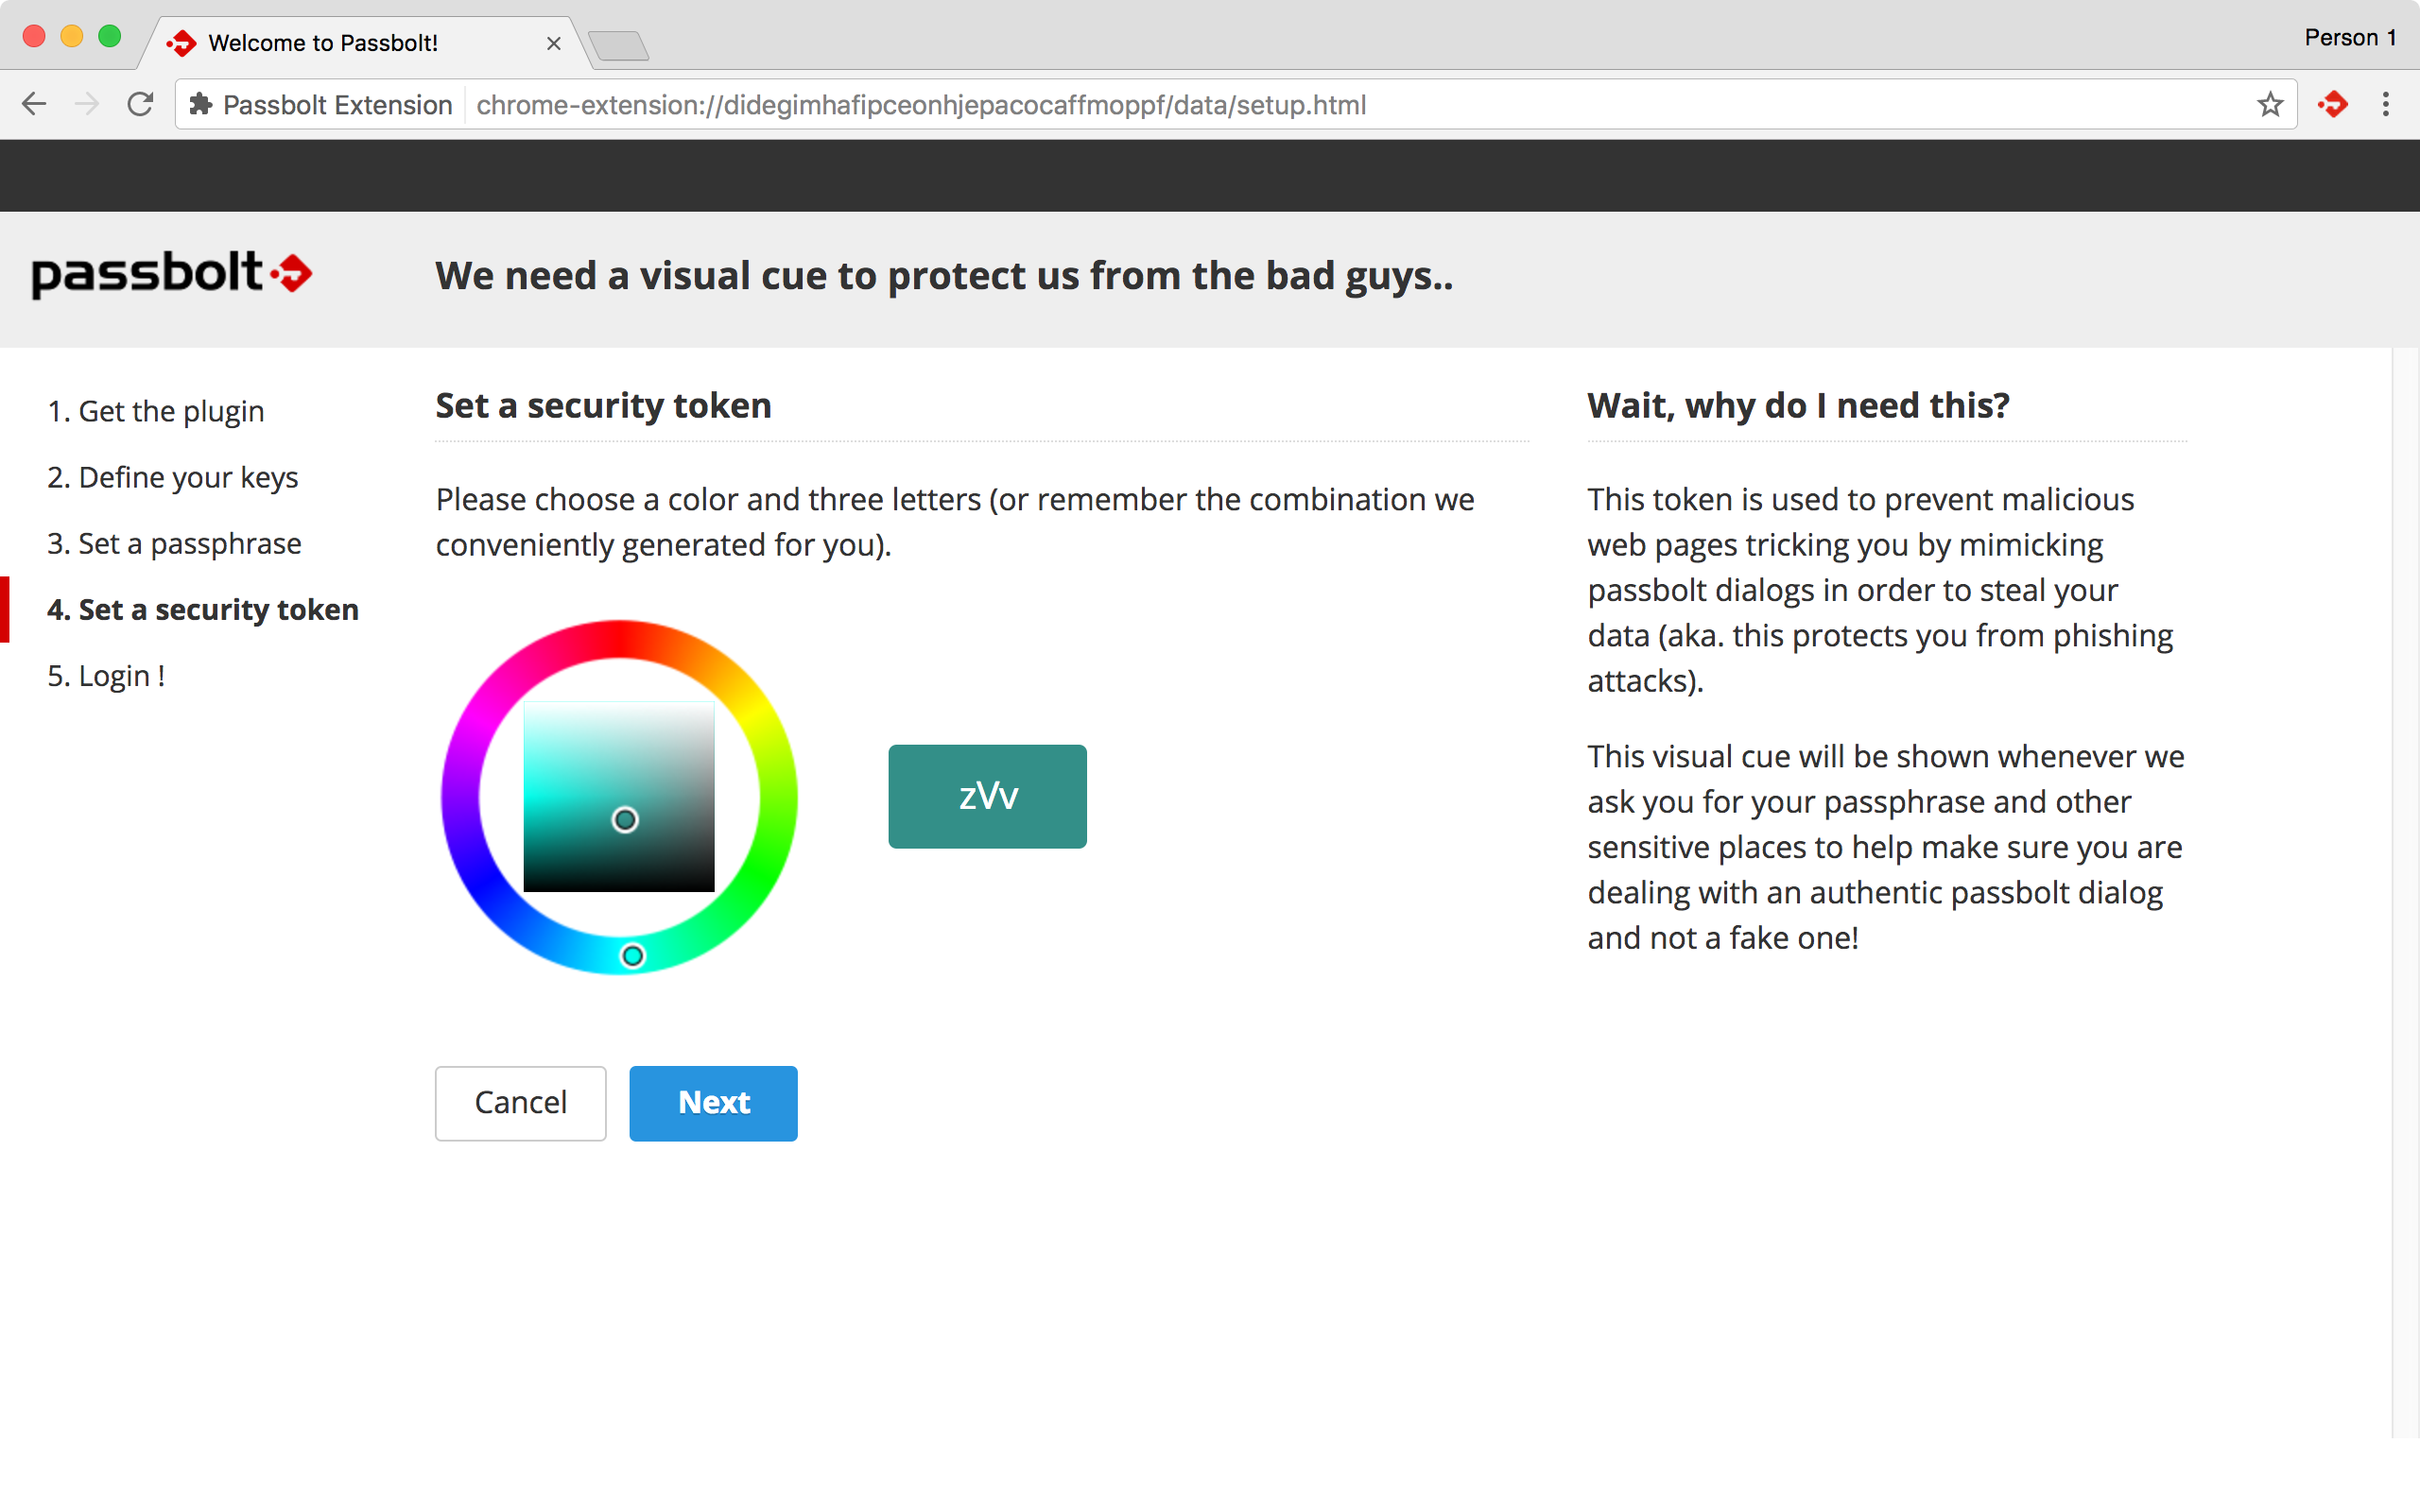 Welcome to Passbolt!
Person 1
Passbolt Extension chrome-extension://didegimhafipceonhjepacocaffmoppf/data/setup.html
passbolt
We need a visual cue to protect us from the bad guys..
1. Get the plugin
2. Define your keys
3. Set a passphrase
4. Set a security token
5. Login !
Set a security token
Please choose a color and three letters (or remember the combination we
conveniently generated for you).
zVv
Cancel
Next
Wait, why do I need this?
This token is used to prevent malicious
web pages tricking you by mimicking
passbolt dialogs in order to steal your
data (aka. this protects you from phishing
attacks).
This visual cue will be shown whenever we
ask you for your passphrase and other
sensitive places to help make sure you are
dealing with an authentic passbolt dialog
and not a fake one!